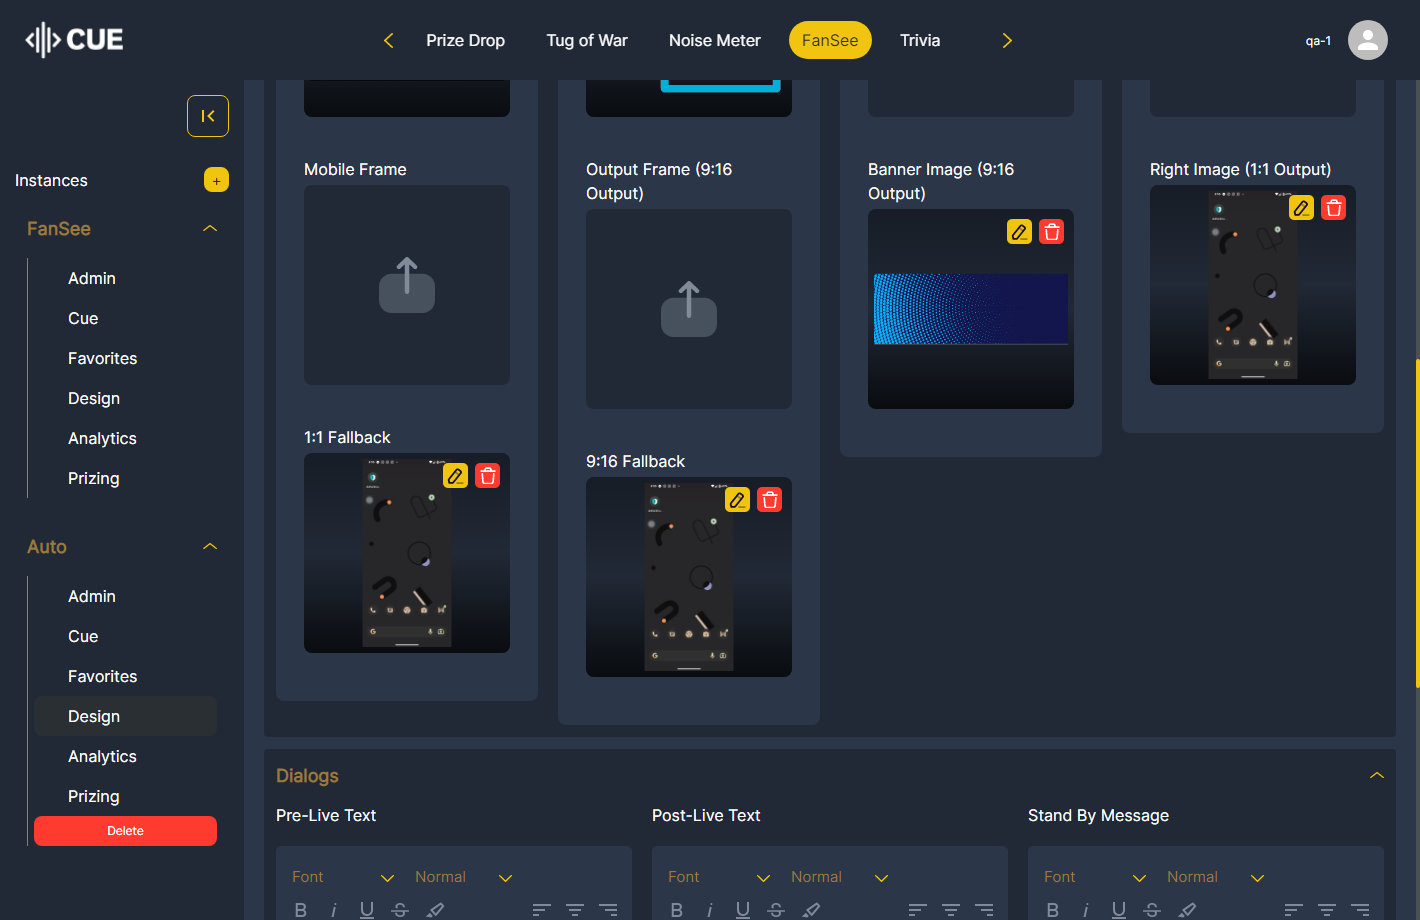 CUE
Prize Drop
Tug of War
Noise Meter
FanSee
Trivia
qa-1
Instances
+
FanSee
Admin
Cue
Favorites
Design
Analytics
Prizing
Auto
Admin
Cue
Favorites
Design
Analytics
Prizing
Delete
Mobile Frame
1:1 Fallback
Output Frame (9:16
Output)
9:16 Fallback
Banner Image (9:16
Output)
Right Image (1:1 Output)
Dialogs
Pre-Live Text
Post-Live Text
Stand By Message
Font
Normal
B i U S
Font
Normal
B i U S
Font
Normal
B i U S